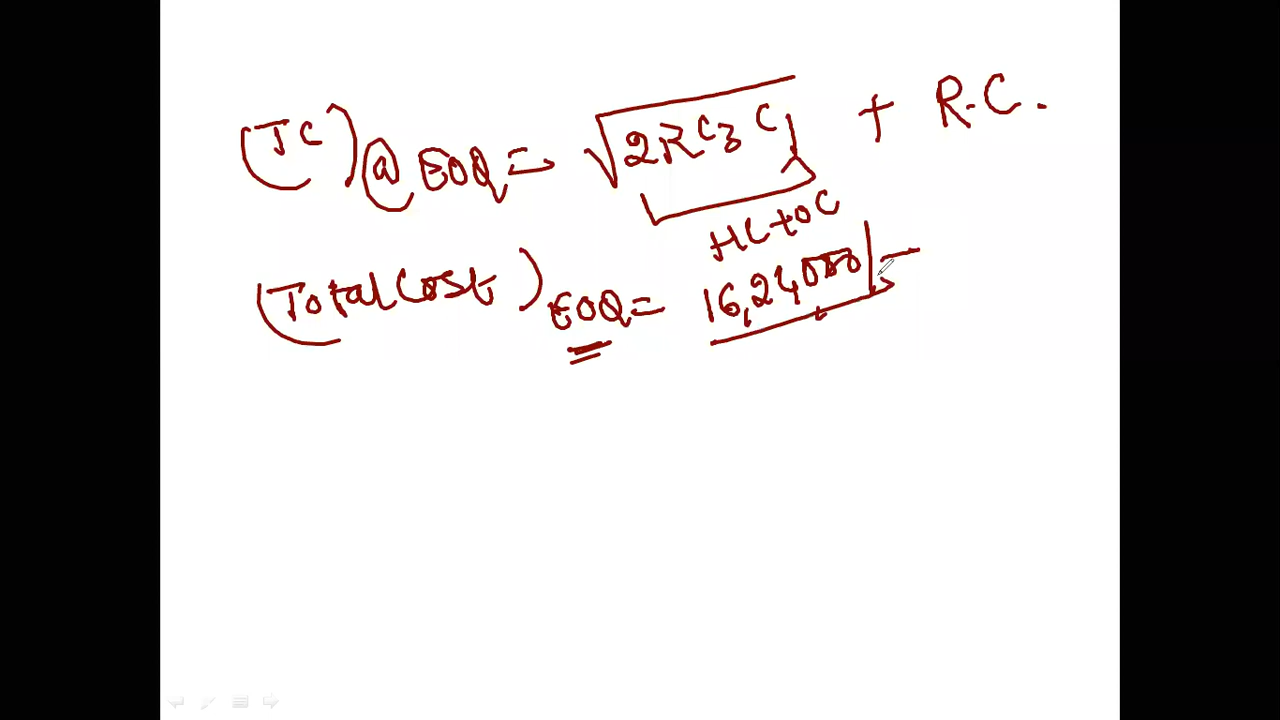 (TC)@EOQ = √2RC3C1 + R.C.
HC+OC
(Total Cost)EOQ = 16,24,000/-